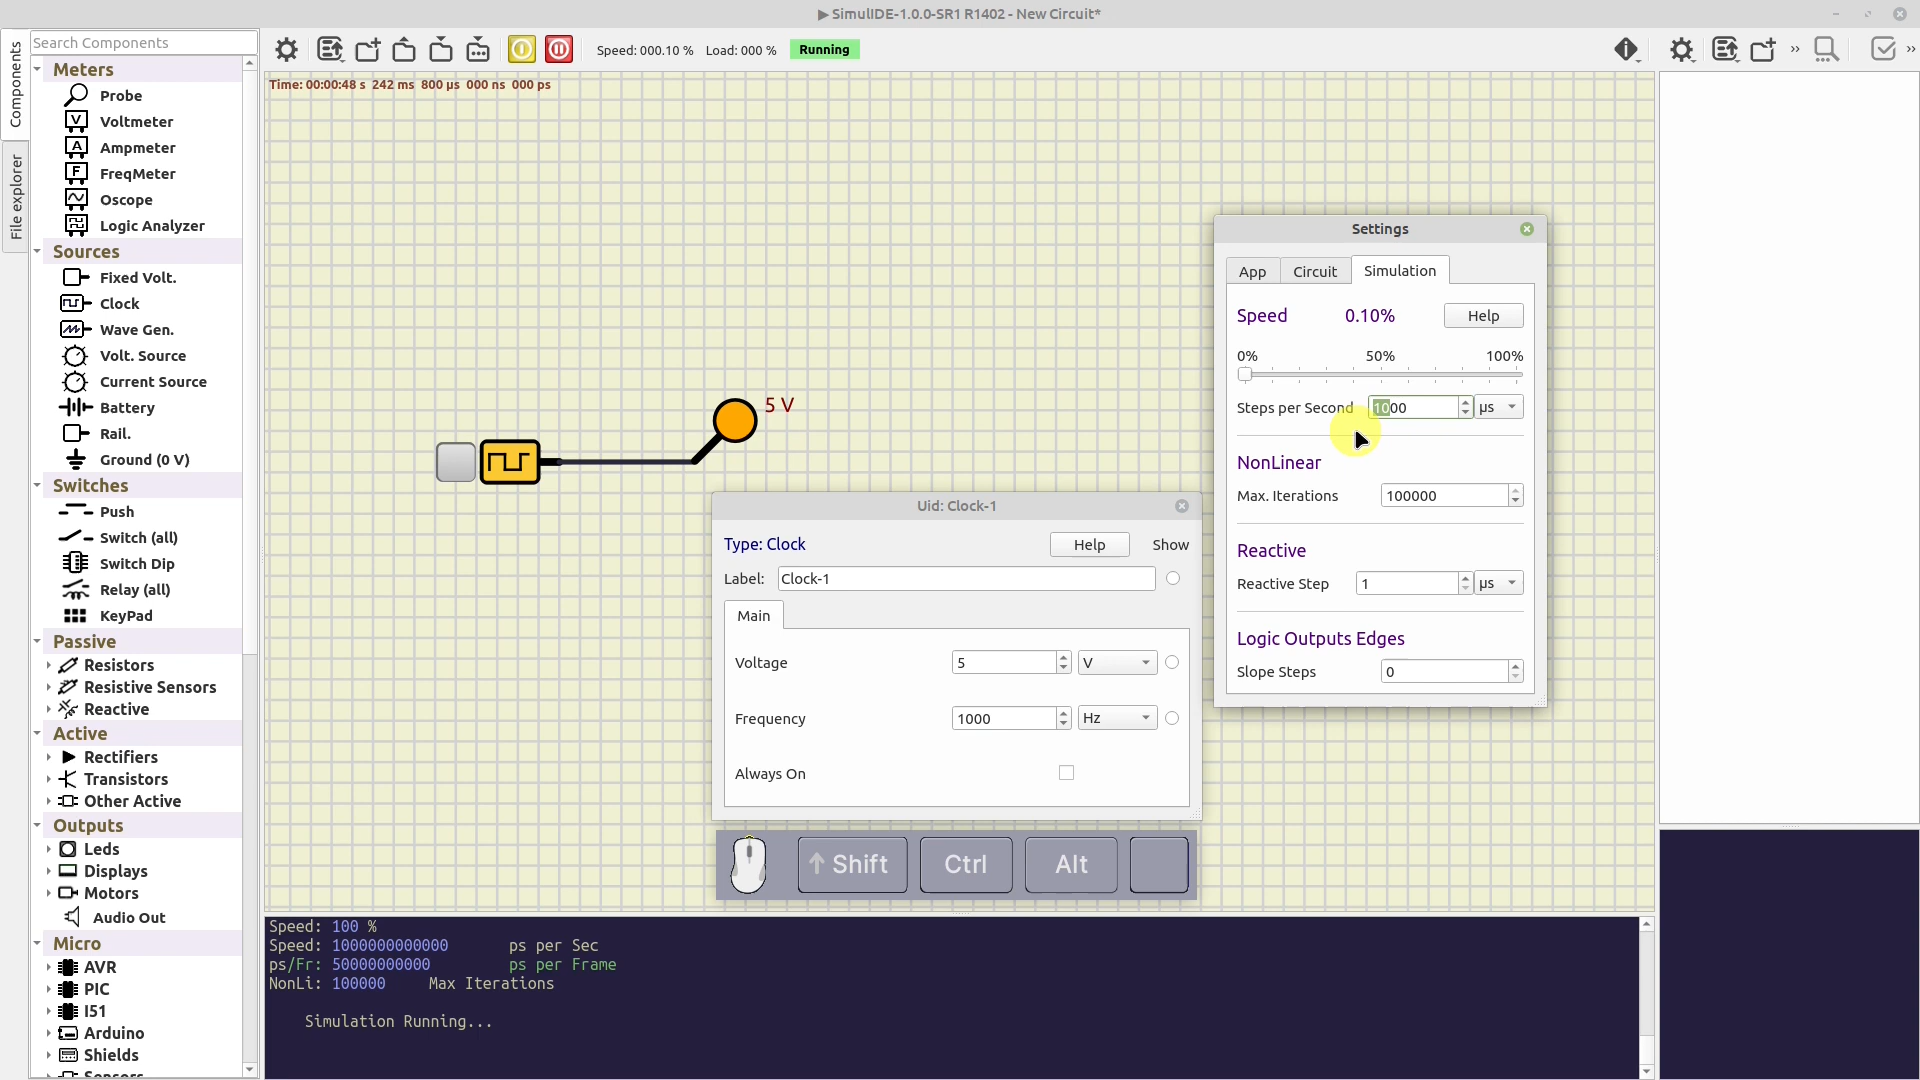 ▶ SimulIDE-1.0.0-SR1 R1402 - New Circuit*
Components
File explorer
Search Components
Meters
Probe
Voltmeter
Ampmeter
FreqMeter
Oscope
Logic Analyzer
Sources
Fixed Volt.
Clock
Wave Gen.
Volt. Source
Current Source
Battery
Rail.
Ground (0 V)
Switches
Push
Switch (all)
Switch Dip
Relay (all)
KeyPad
Passive
Resistors
Resistive Sensors
Reactive
Active
Rectifiers
Transistors
Other Active
Outputs
Leds
Displays
Motors
Audio Out
Micro
AVR
PIC
I51
Arduino
Shields
Sensors
Speed: 000.10 % Load: 000 % Running
Time: 00:00:48 s 242 ms 800 µs 000 ns 000 ps
5 V
Uid: Clock-1
Type: Clock Help Show
Label: Clock-1
Main
Voltage 5 V
Frequency 1000 Hz
Always On
Shift Ctrl Alt
Settings
App Circuit Simulation
Speed 0.10% Help
0% 50% 100%
Steps per Second 1000 µs
NonLinear
Max. Iterations 100000
Reactive
Reactive Step 1 µs
Logic Outputs Edges
Slope Steps 0
Speed: 100 %
Speed: 1000000000000 ps per Sec
ps/Fr: 50000000000 ps per Frame
NonLi: 100000 Max Iterations
Simulation Running...